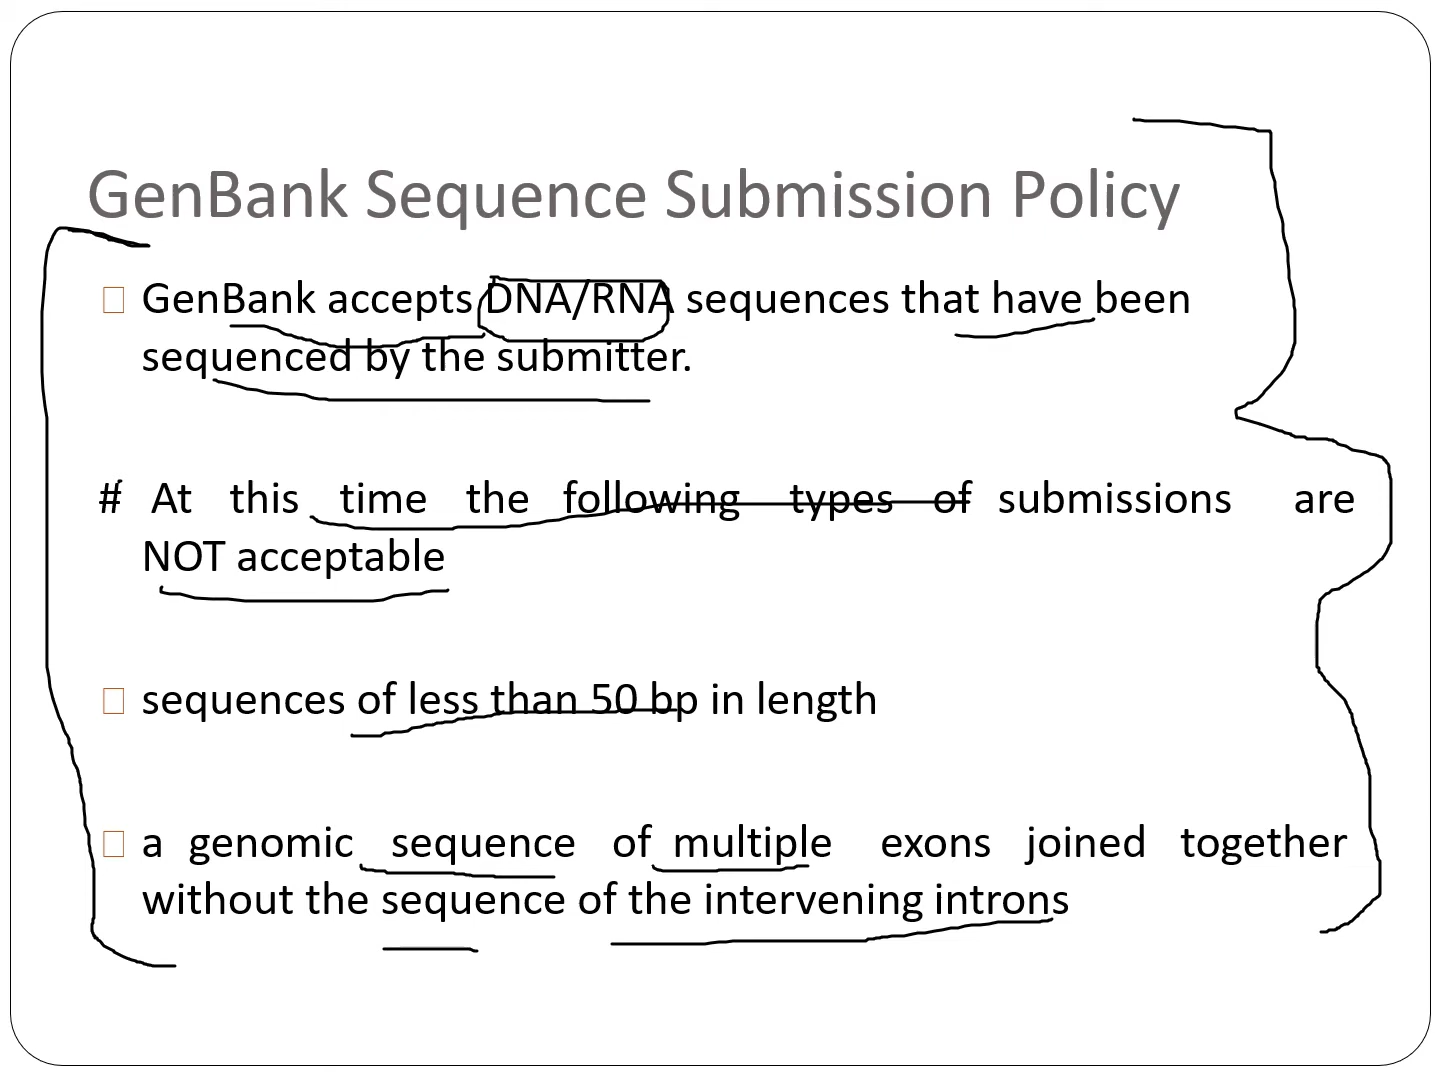 GenBank Sequence Submission Policy
GenBank accepts DNA/RNA sequences that have been
sequenced by the submitter.
# At this time the following types of submissions are
NOT acceptable
sequences of less than 50 bp in length
a genomic sequence of multiple exons joined together
without the sequence of the intervening introns